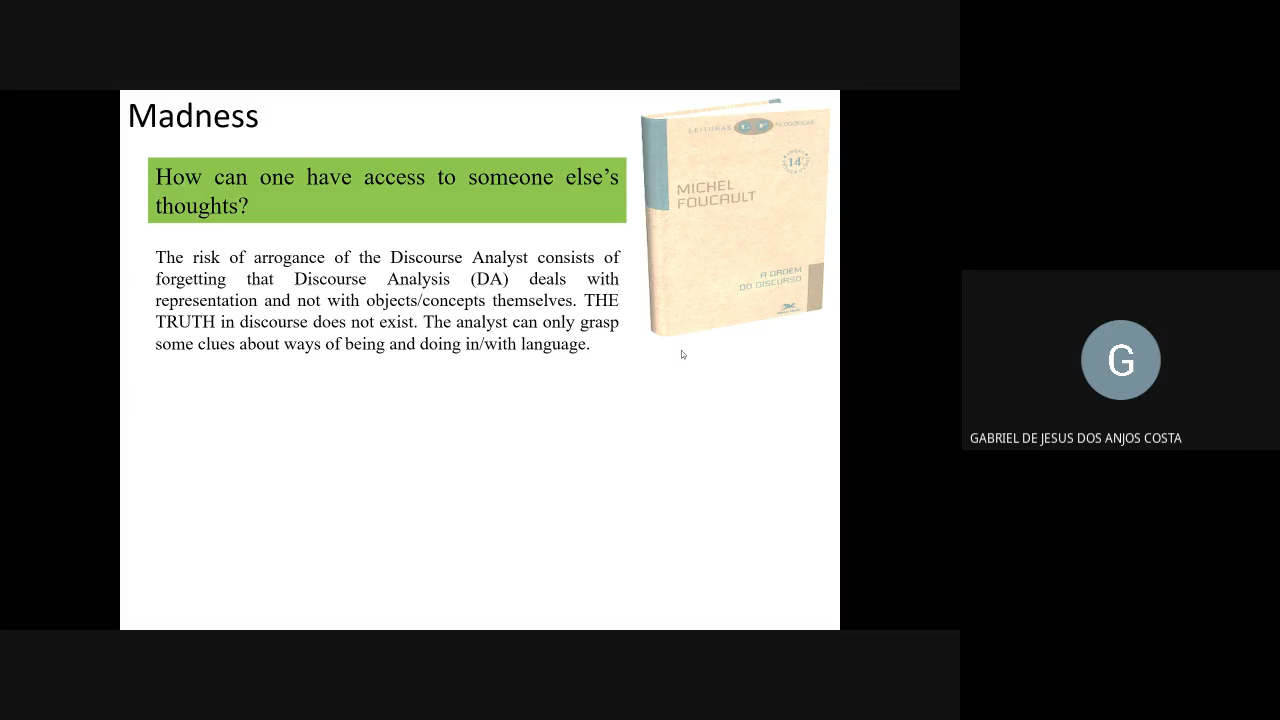 Madness
How can one have access to someone else’s
thoughts?
The risk of arrogance of the Discourse Analyst consists of
forgetting that Discourse Analysis (DA) deals with
representation and not with objects/concepts themselves. THE
TRUTH in discourse does not exist. The analyst can only grasp
some clues about ways of being and doing in/with language.
LEITURAS FILOSÓFICAS
14ª
MICHEL
FOUCAULT
A ORDEM
DO DISCURSO
G
GABRIEL DE JESUS DOS ANJOS COSTA